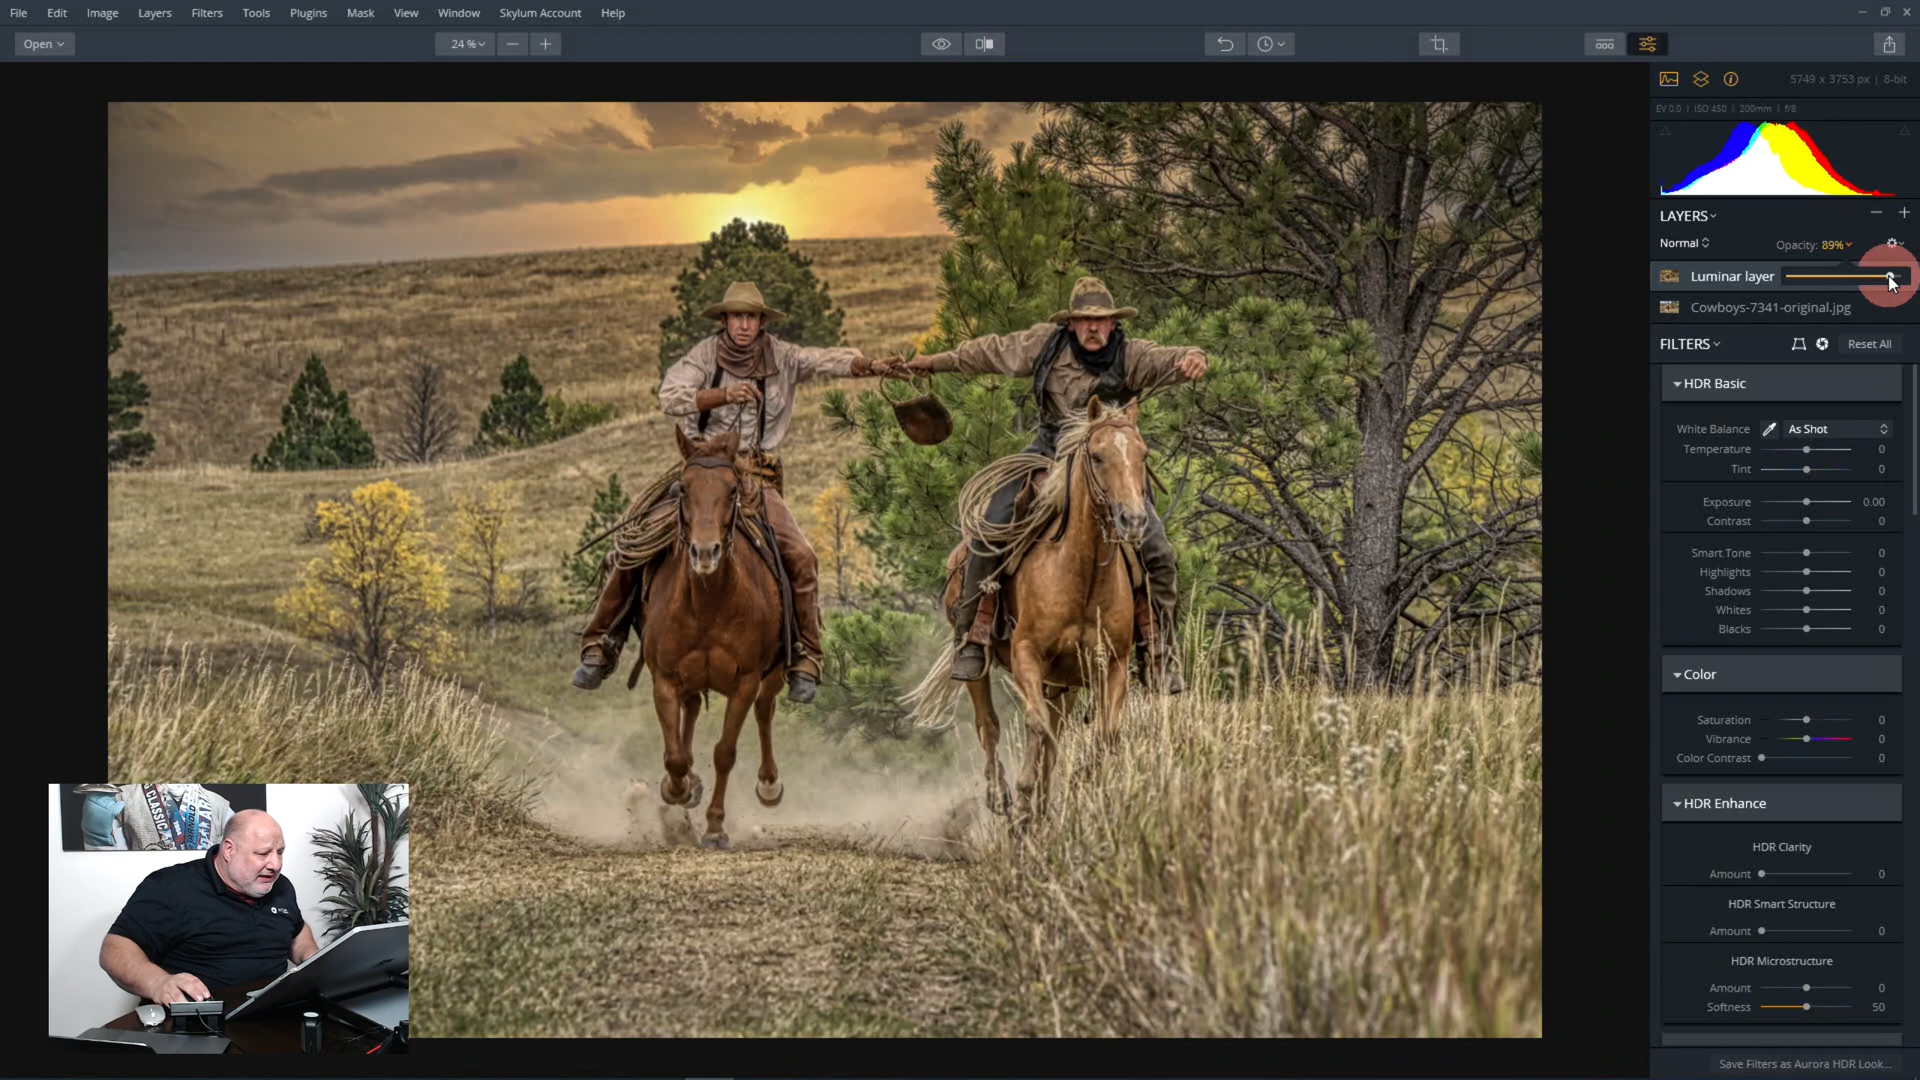 File Edit Image Layers Filters Tools Plugins Mask View Window Skylum Account Help
Open 24 %
5749 x 3753 px | 8-bit
EV 0.0 | ISO 450 | 200mm | f/8
LAYERS
Normal Opacity: 89%
Luminar layer
Cowboys-7341-original.jpg
FILTERS Reset All
HDR Basic
White Balance As Shot
Temperature 0
Tint 0
Exposure 0.00
Contrast 0
Smart Tone 0
Highlights 0
Shadows 0
Whites 0
Blacks 0
Color
Saturation 0
Vibrance 0
Color Contrast 0
HDR Enhance
HDR Clarity
Amount 0
HDR Smart Structure
Amount 0
HDR Microstructure
Amount 0
Softness 50
Save Filters as Aurora HDR Look...
CLASSIC